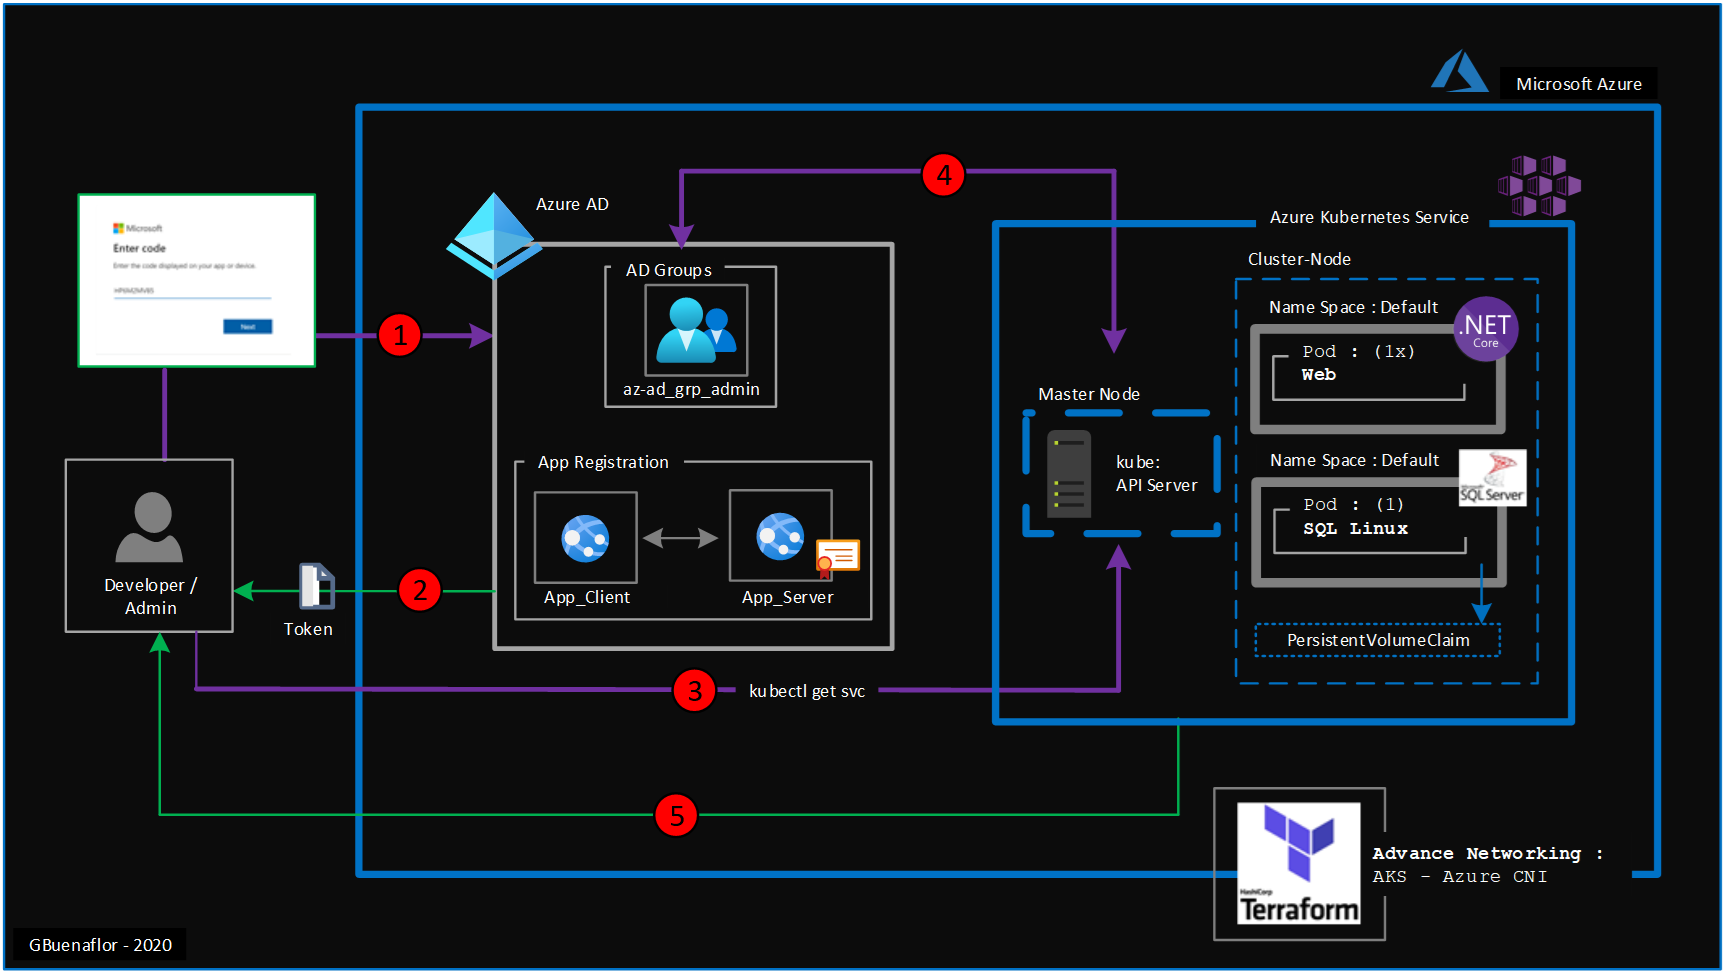 Microsoft Azure
Azure AD
4
Microsoft
Enter code
Enter the code displayed on your app or device.
HP6M2MV85
Next
1
AD Groups
az-ad_grp_admin
App Registration
App_Client
App_Server
Developer /
Admin
Token
2
3
kubectl get svc
5
Azure Kubernetes Service
Cluster-Node
Name Space : Default
.NET
Core
Pod : (1x)
Web
Master Node
kube:
API Server
Name Space : Default
Microsoft
SQL Server
Pod : (1)
SQL Linux
PersistentVolumeClaim
HashiCorp
Terraform
Advance Networking :
AKS - Azure CNI
GBuenaflor - 2020